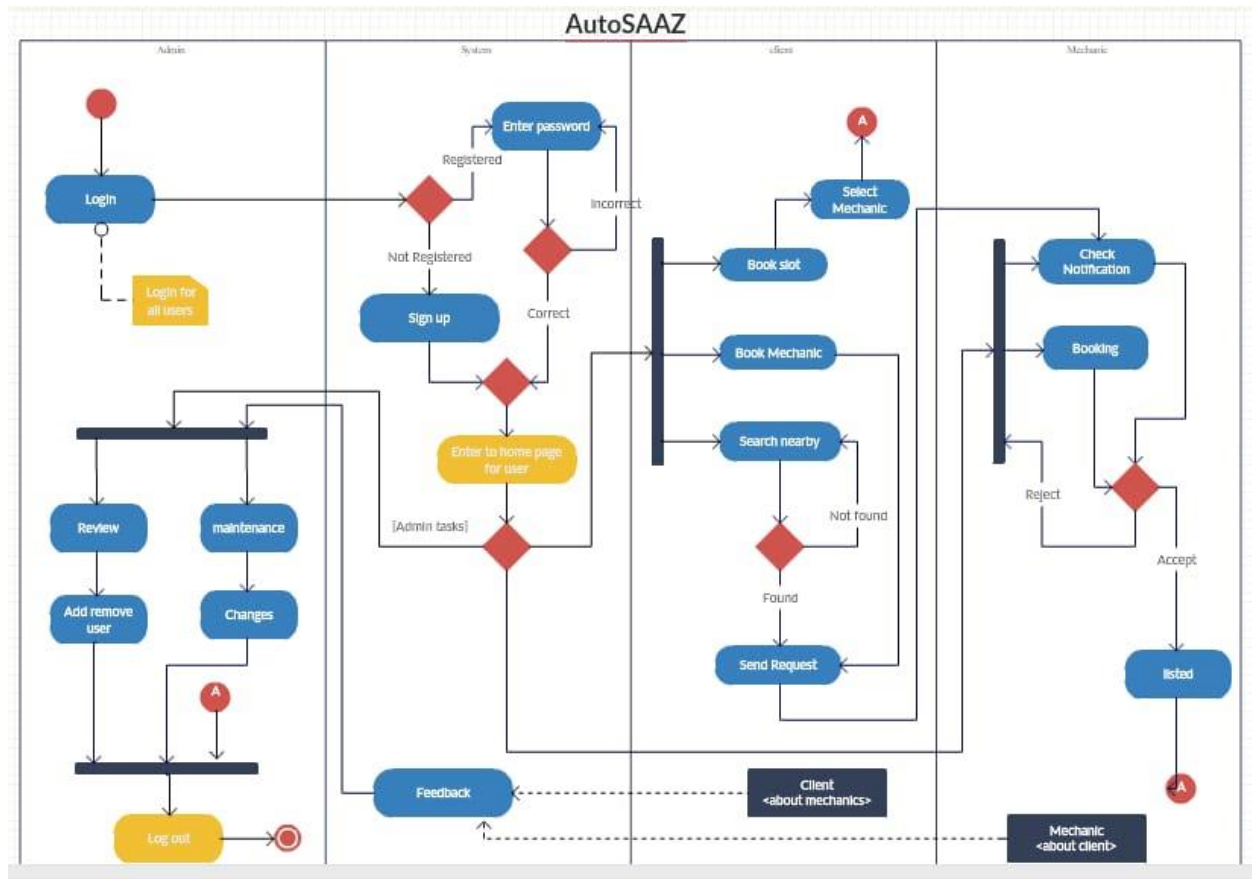 AutoSAAZ
Admin
System
client
Mechanic
Login
Login for
all users
Registered
Enter password
Incorrect
Not Registered
Sign up
Correct
Enter to home page
for user
[Admin tasks]
Review
maintenance
Add remove
user
Changes
A
Log out
Feedback
A
Select
Mechanic
Book slot
Book Mechanic
Search nearby
Not found
Found
Send Request
Client
<about mechanics>
Check
Notification
Booking
Reject
Accept
listed
A
Mechanic
<about client>